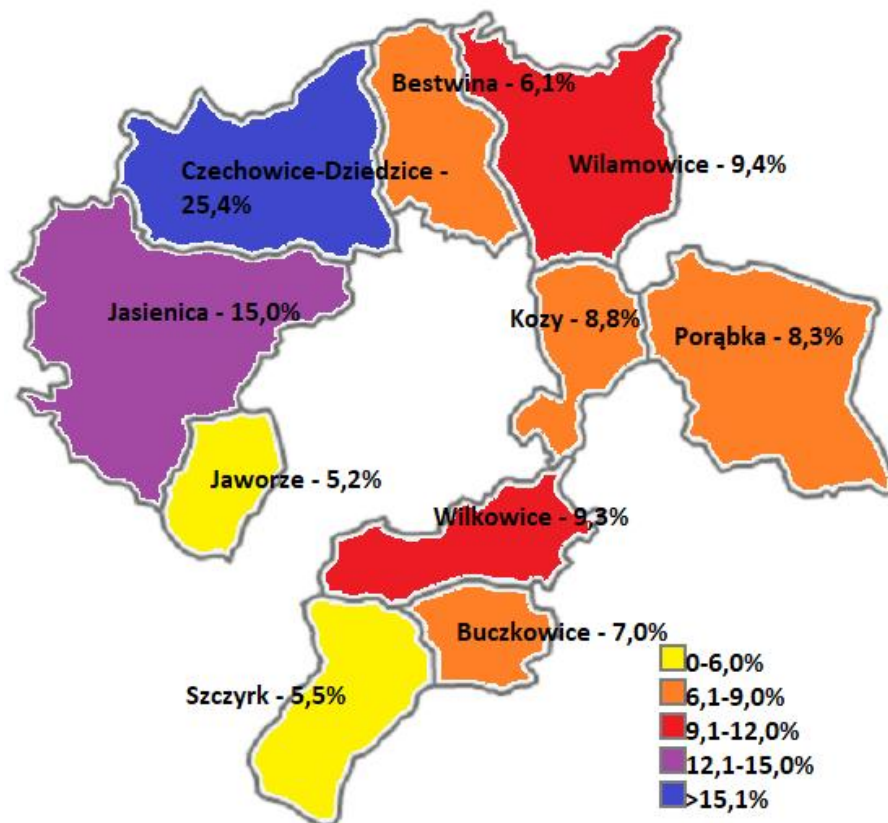 Bestwina - 6,1%
Wilamowice - 9,4%
Czechowice-Dziedzice -
25,4%
Jasienica - 15,0%
Kozy - 8,8%
Porąbka - 8,3%
Jaworze - 5,2%
Wilkowice - 9,3%
Buczkowice - 7,0%
Szczyrk - 5,5%
0-6,0%
6,1-9,0%
9,1-12,0%
12,1-15,0%
>15,1%